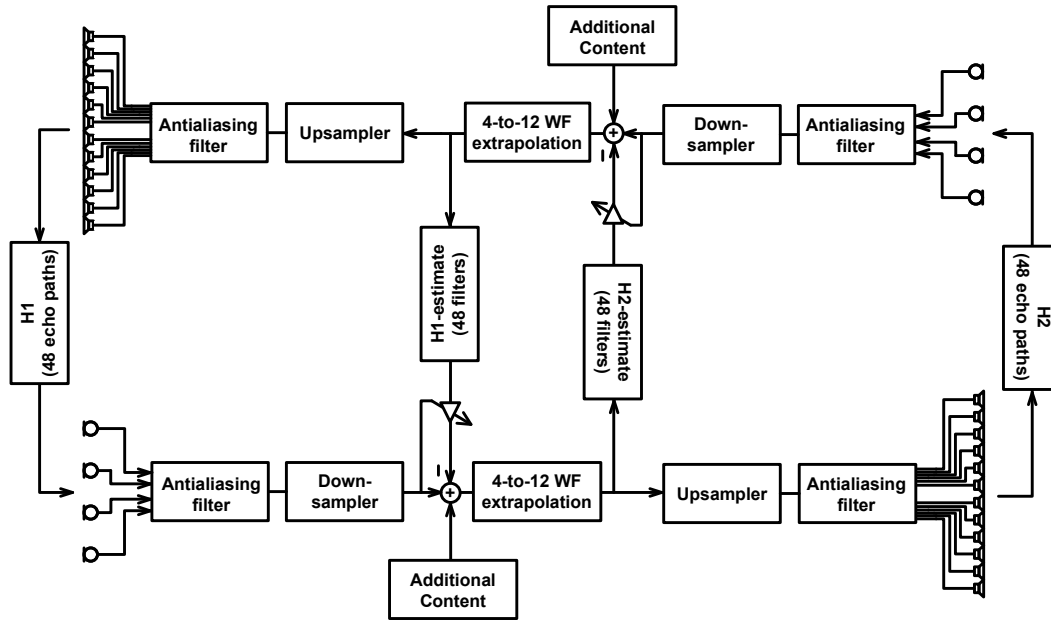 Additional
Content
Antialiasing
filter
Upsampler
4-to-12 WF
extrapolation
+
–
Down-
sampler
Antialiasing
filter
H1
(48 echo paths)
H1-estimate
(48 filters)
H2-estimate
(48 filters)
H2
(48 echo paths)
Antialiasing
filter
Down-
sampler
–
+
4-to-12 WF
extrapolation
Upsampler
Antialiasing
filter
Additional
Content